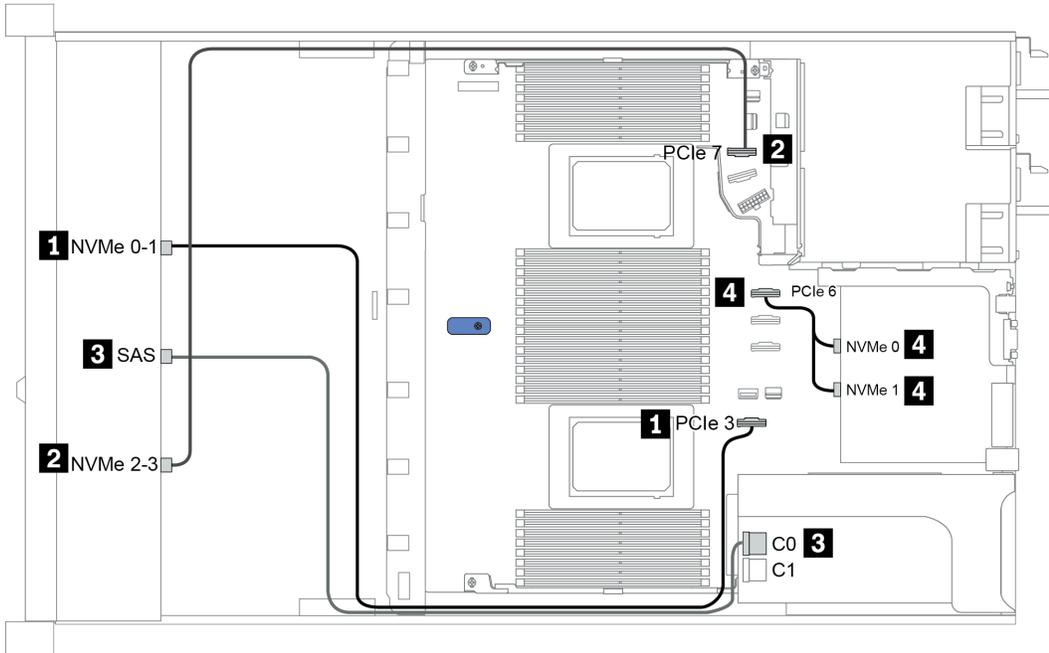 PCIe 7 2
1 NVMe 0-1
4 PCIe 6
NVMe 0 4
3 SAS
NVMe 1 4
1 PCIe 3
2 NVMe 2-3
C0 3
C1